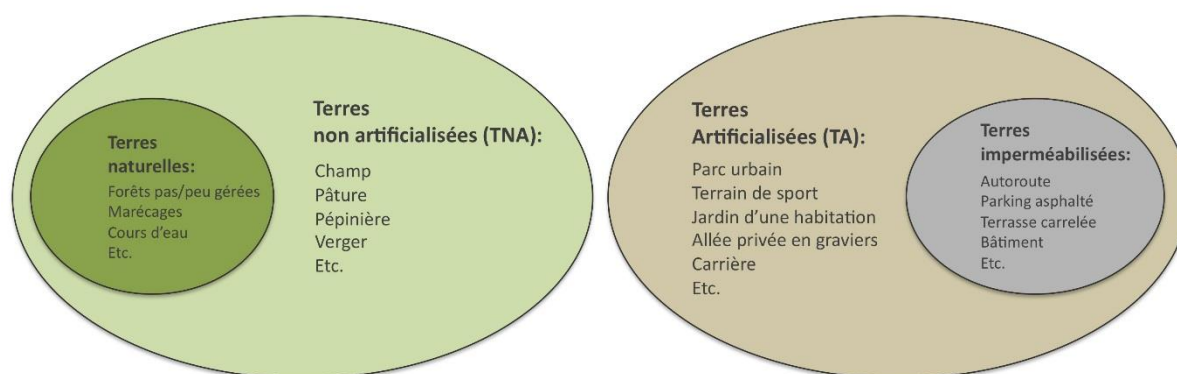 Terres
naturelles:
Forêts pas/peu gérées
Marécages
Cours d'eau
Etc.
Terres
non artificialisées (TNA):
Champ
Pâture
Pépinière
Verger
Etc.
Terres
Artificialisées (TA):
Parc urbain
Terrain de sport
Jardin d'une habitation
Allée privée en graviers
Carrière
Etc.
Terres
imperméabilisées:
Autoroute
Parking asphalté
Terrasse carrelée
Bâtiment
Etc.